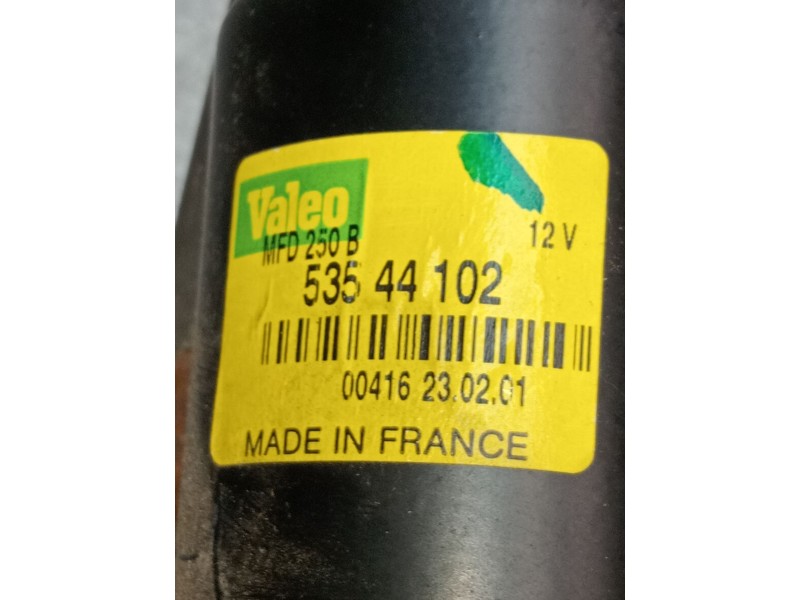 Valeo
MFD 250 B 12 V
535 44 102
00416 23.02.01
MADE IN FRANCE